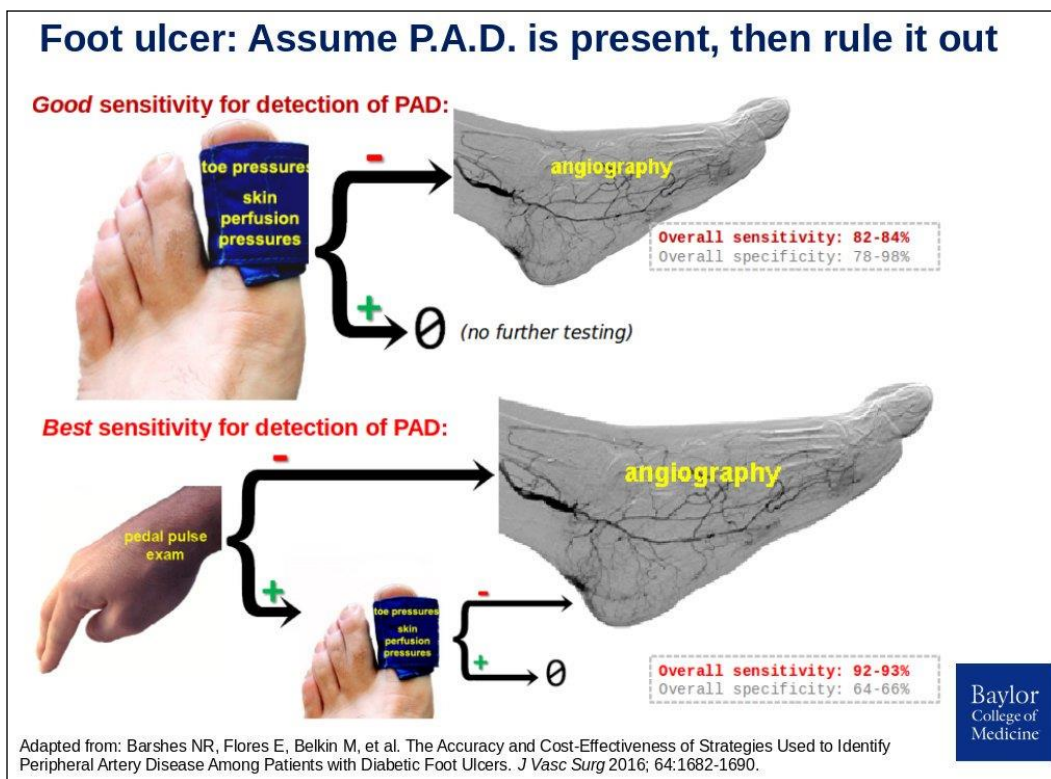 Foot ulcer: Assume P.A.D. is present, then rule it out
Good sensitivity for detection of PAD:
toe pressures
skin
perfusion
pressures
-
angiography
Overall sensitivity: 82-84%
Overall specificity: 78-98%
+
0 (no further testing)
Best sensitivity for detection of PAD:
-
angiography
pedal pulse
exam
+
toe pressures
skin
perfusion
pressures
-
+
0
Overall sensitivity: 92-93%
Overall specificity: 64-66%
Baylor
College of
Medicine
Adapted from: Barshes NR, Flores E, Belkin M, et al. The Accuracy and Cost-Effectiveness of Strategies Used to Identify
Peripheral Artery Disease Among Patients with Diabetic Foot Ulcers. J Vasc Surg 2016; 64:1682-1690.